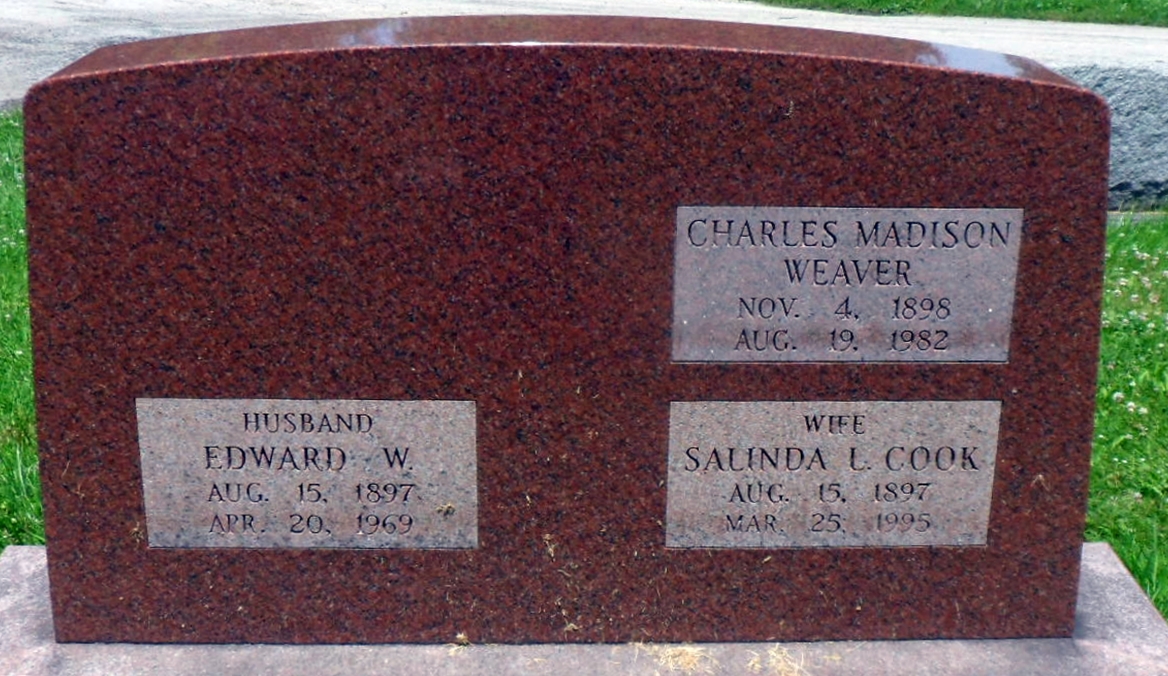 CHARLES MADISON
WEAVER
NOV. 4, 1898
AUG. 19, 1982
HUSBAND
EDWARD W.
AUG. 15, 1897
APR. 20, 1969
WIFE
SALINDA L. COOK
AUG. 15, 1897
MAR. 25, 1995